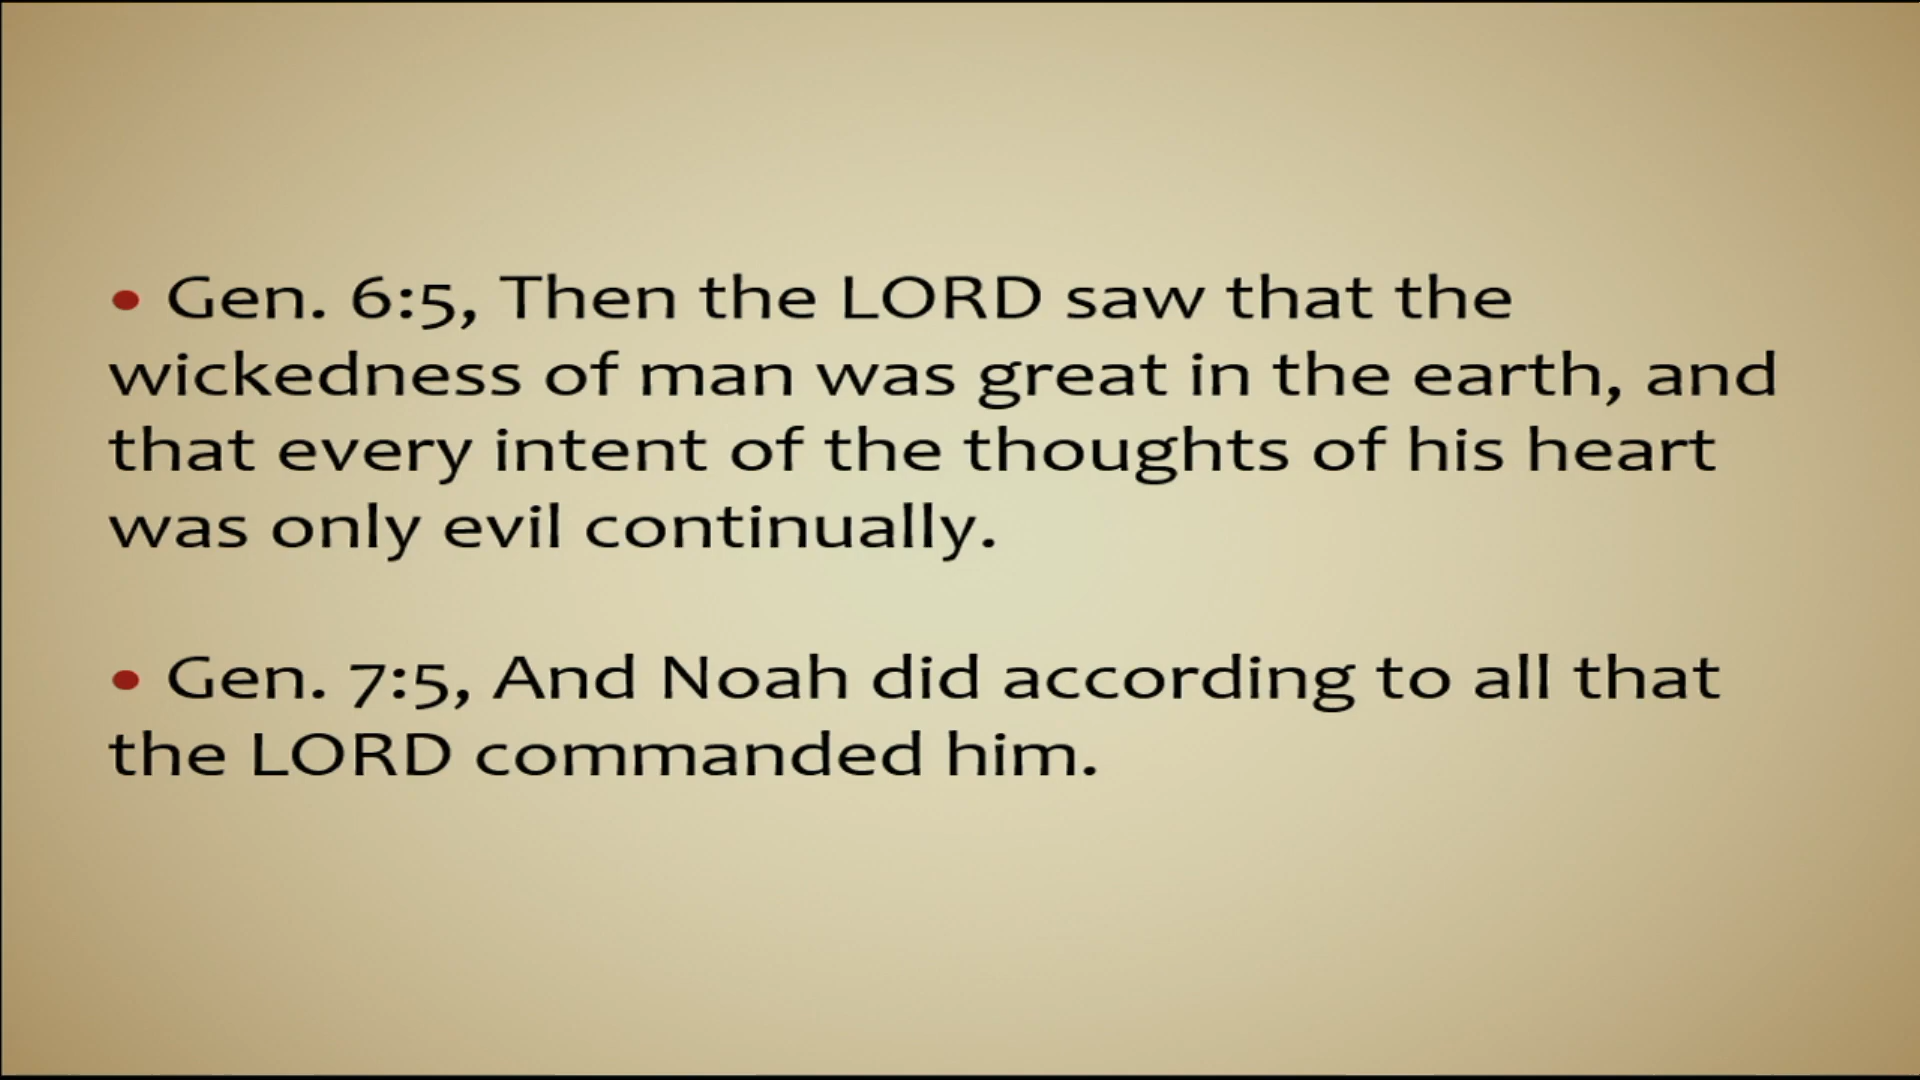 • Gen. 6:5, Then the LORD saw that the
wickedness of man was great in the earth, and
that every intent of the thoughts of his heart
was only evil continually.
• Gen. 7:5, And Noah did according to all that
the LORD commanded him.